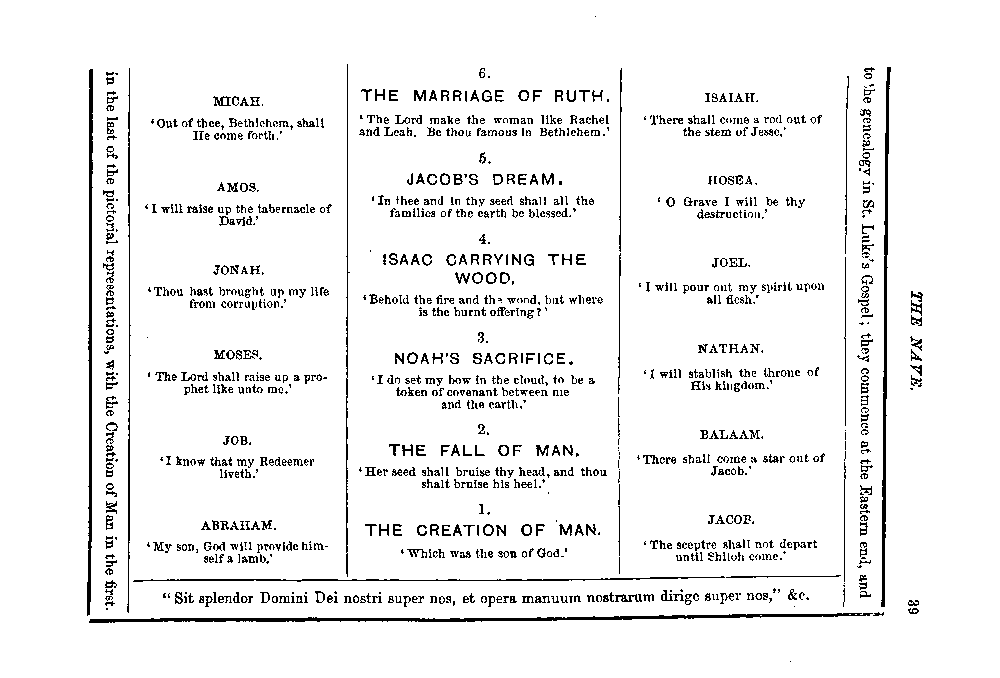 THE NAVE.
39
to the genealogy in St. Luke's Gospel; they commence at the Eastern end, and
in the last of the pictorial representations, with the Creation of Man in the first.
MICAH.
'Out of thee, Bethlehem, shall
He come forth.'
AMOS.
'I will raise up the tabernacle of
David.'
JONAH.
'Thou hast brought up my life
from corruption.'
MOSES.
'The Lord shall raise up a pro-
phet like unto me.'
JOB.
'I know that my Redeemer
liveth.'
ABRAHAM.
'My son, God will provide him-
self a lamb.'
6.
THE MARRIAGE OF RUTH.
'The Lord make the woman like Rachel
and Leah. Be thou famous in Bethlehem.'
5.
JACOB'S DREAM.
'In thee and in thy seed shall all the
families of the earth be blessed.'
4.
ISAAC CARRYING THE
WOOD.
'Behold the fire and the wood, but where
is the burnt offering?'
3.
NOAH'S SACRIFICE.
'I do set my bow in the cloud, to be a
token of covenant between me
and the earth.'
2.
THE FALL OF MAN.
'Her seed shall bruise thy head, and thou
shalt bruise his heel.'
1.
THE CREATION OF MAN.
'Which was the son of God.'
ISAIAH.
'There shall come a rod out of
the stem of Jesse.'
HOSEA.
'O Grave I will be thy
destruction.'
JOEL.
'I will pour out my spirit upon
all flesh.'
NATHAN.
'I will stablish the throne of
His kingdom.'
BALAAM.
'There shall come a star out of
Jacob.'
JACOB.
'The sceptre shall not depart
until Shiloh come.'
"Sit splendor Domini Dei nostri super nos, et opera manuum nostrarum dirige super nos," &c.